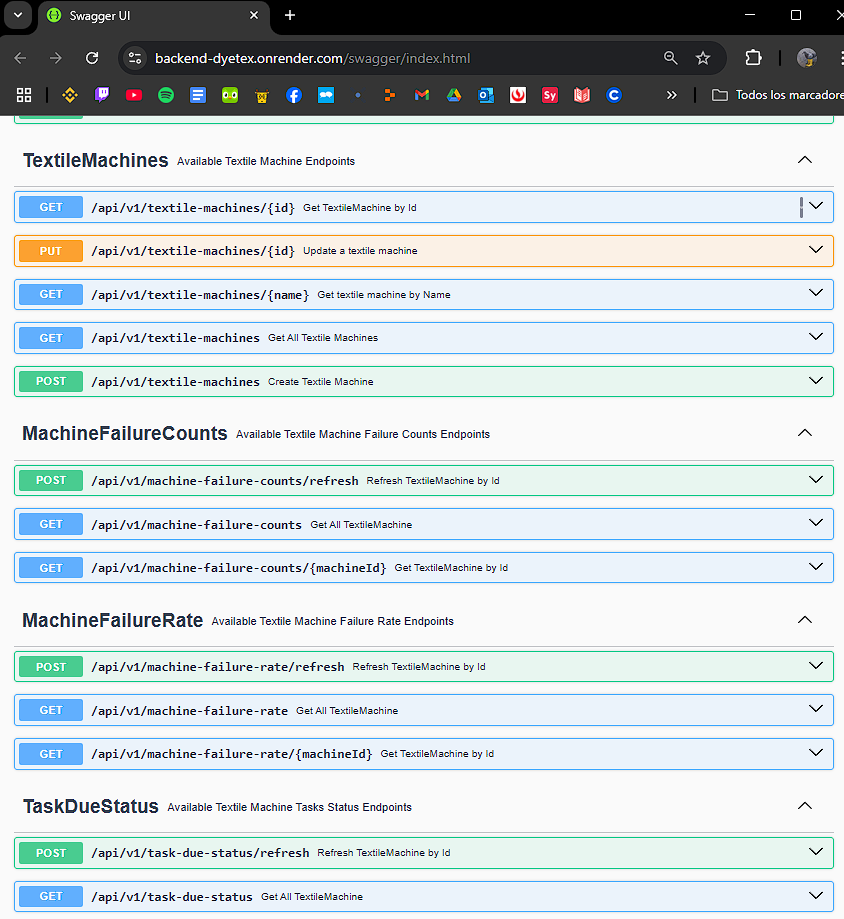 Swagger UI
backend-dyetex.onrender.com/swagger/index.html
Sy
C
Todos los marcadore
TextileMachines Available Textile Machine Endpoints
GET /api/v1/textile-machines/{id} Get TextileMachine by Id
PUT /api/v1/textile-machines/{id} Update a textile machine
GET /api/v1/textile-machines/{name} Get textile machine by Name
GET /api/v1/textile-machines Get All Textile Machines
POST /api/v1/textile-machines Create Textile Machine
MachineFailureCounts Available Textile Machine Failure Counts Endpoints
POST /api/v1/machine-failure-counts/refresh Refresh TextileMachine by Id
GET /api/v1/machine-failure-counts Get All TextileMachine
GET /api/v1/machine-failure-counts/{machineId} Get TextileMachine by Id
MachineFailureRate Available Textile Machine Failure Rate Endpoints
POST /api/v1/machine-failure-rate/refresh Refresh TextileMachine by Id
GET /api/v1/machine-failure-rate Get All TextileMachine
GET /api/v1/machine-failure-rate/{machineId} Get TextileMachine by Id
TaskDueStatus Available Textile Machine Tasks Status Endpoints
POST /api/v1/task-due-status/refresh Refresh TextileMachine by Id
GET /api/v1/task-due-status Get All TextileMachine